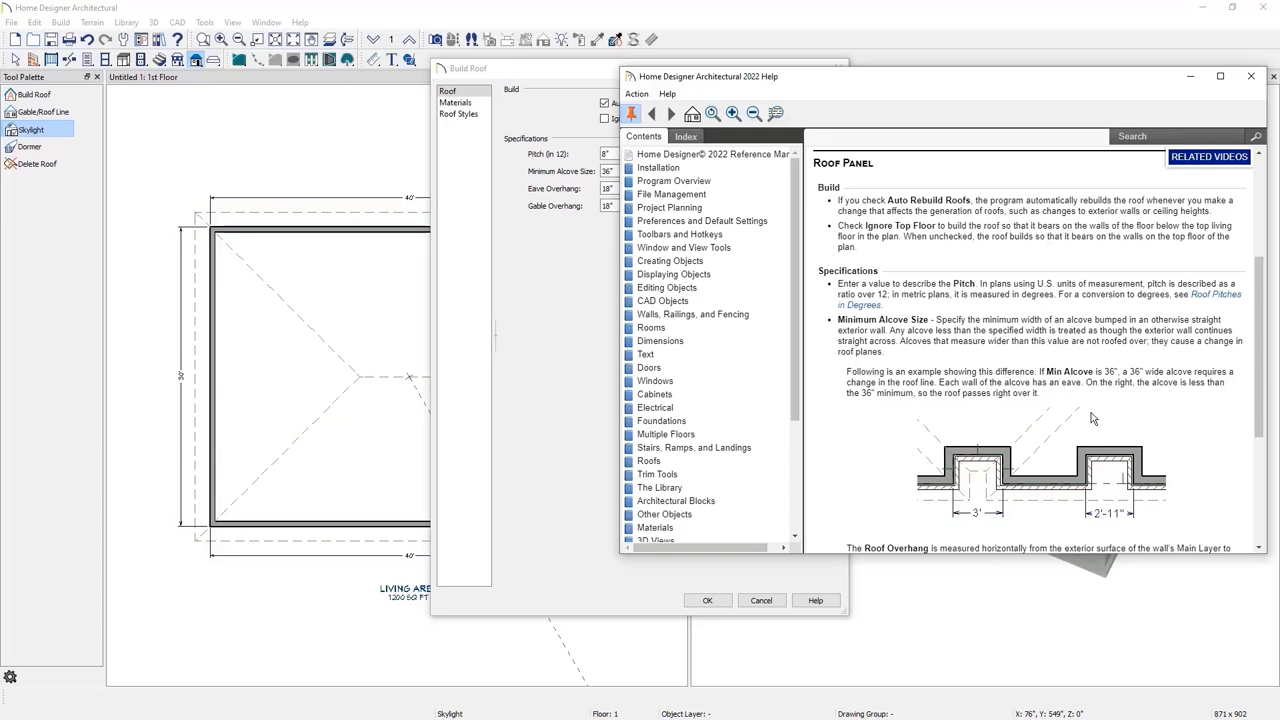 Home Designer Architectural
File Edit Build Terrain Library 3D CAD Tools View Window Help
1
Tool Palette
Build Roof
Gable/Roof Line
Skylight
Dormer
Delete Roof
Untitled 1: 1st Floor
40'
30'
40'
LIVING ARE
1200 SQ FT
Build Roof
Roof
Materials
Roof Styles
Build
Au
Ign
Specifications
Pitch (in 12): 8"
Minimum Alcove Size: 36"
Eave Overhang: 18"
Gable Overhang: 18"
OK Cancel Help
Home Designer Architectural 2022 Help
Action Help
Contents Index
Search
Home Designer© 2022 Reference Mar
Installation
Program Overview
File Management
Project Planning
Preferences and Default Settings
Toolbars and Hotkeys
Window and View Tools
Creating Objects
Displaying Objects
Editing Objects
CAD Objects
Walls, Railings, and Fencing
Rooms
Dimensions
Text
Doors
Windows
Cabinets
Electrical
Foundations
Multiple Floors
Stairs, Ramps, and Landings
Roofs
Trim Tools
The Library
Architectural Blocks
Other Objects
Materials
3D Views
ROOF PANEL
RELATED VIDEOS
Build
• If you check Auto Rebuild Roofs, the program automatically rebuilds the roof whenever you make a
change that affects the generation of roofs, such as changes to exterior walls or ceiling heights.
• Check Ignore Top Floor to build the roof so that it bears on the walls of the floor below the top living
floor in the plan. When unchecked, the roof builds so that it bears on the walls on the top floor of the
plan.
Specifications
• Enter a value to describe the Pitch. In plans using U.S. units of measurement, pitch is described as a
ratio over 12; in metric plans, it is measured in degrees. For a conversion to degrees, see Roof Pitches
in Degrees.
• Minimum Alcove Size - Specify the minimum width of an alcove bumped in an otherwise straight
exterior wall. Any alcove less than the specified width is treated as though the exterior wall continues
straight across. Alcoves that measure wider than this value are not roofed over; they cause a change in
roof planes.
Following is an example showing this difference. If Min Alcove is 36", a 36" wide alcove requires a
change in the roof line. Each wall of the alcove has an eave. On the right, the alcove is less than
the 36" minimum, so the roof passes right over it.
3' 2'-11"
The Roof Overhang is measured horizontally from the exterior surface of the wall's Main Layer to
Skylight Floor: 1 Object Layer: - Drawing Group: - X: 76", Y: 549", Z: 0" 871 x 902